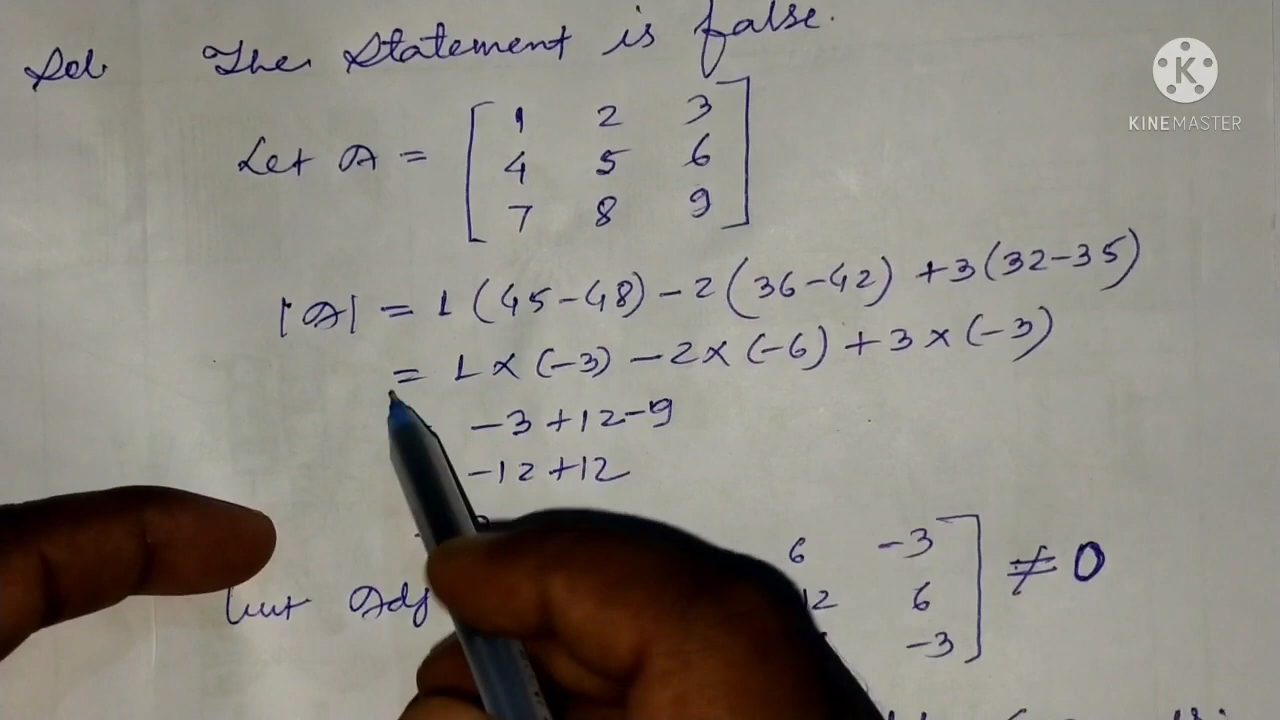 Sol. The Statement is false.
K
KINEMASTER
Let A = [ 1 2 3
4 5 6
7 8 9 ]
|A| = 1 (45-48) - 2 (36-42) + 3 (32-35)
= 1 × (-3) - 2 × (-6) + 3 × (-3)
-3 + 12 - 9
-12 + 12
but Adj 6 -3 ] ≠ 0
12 6
-3